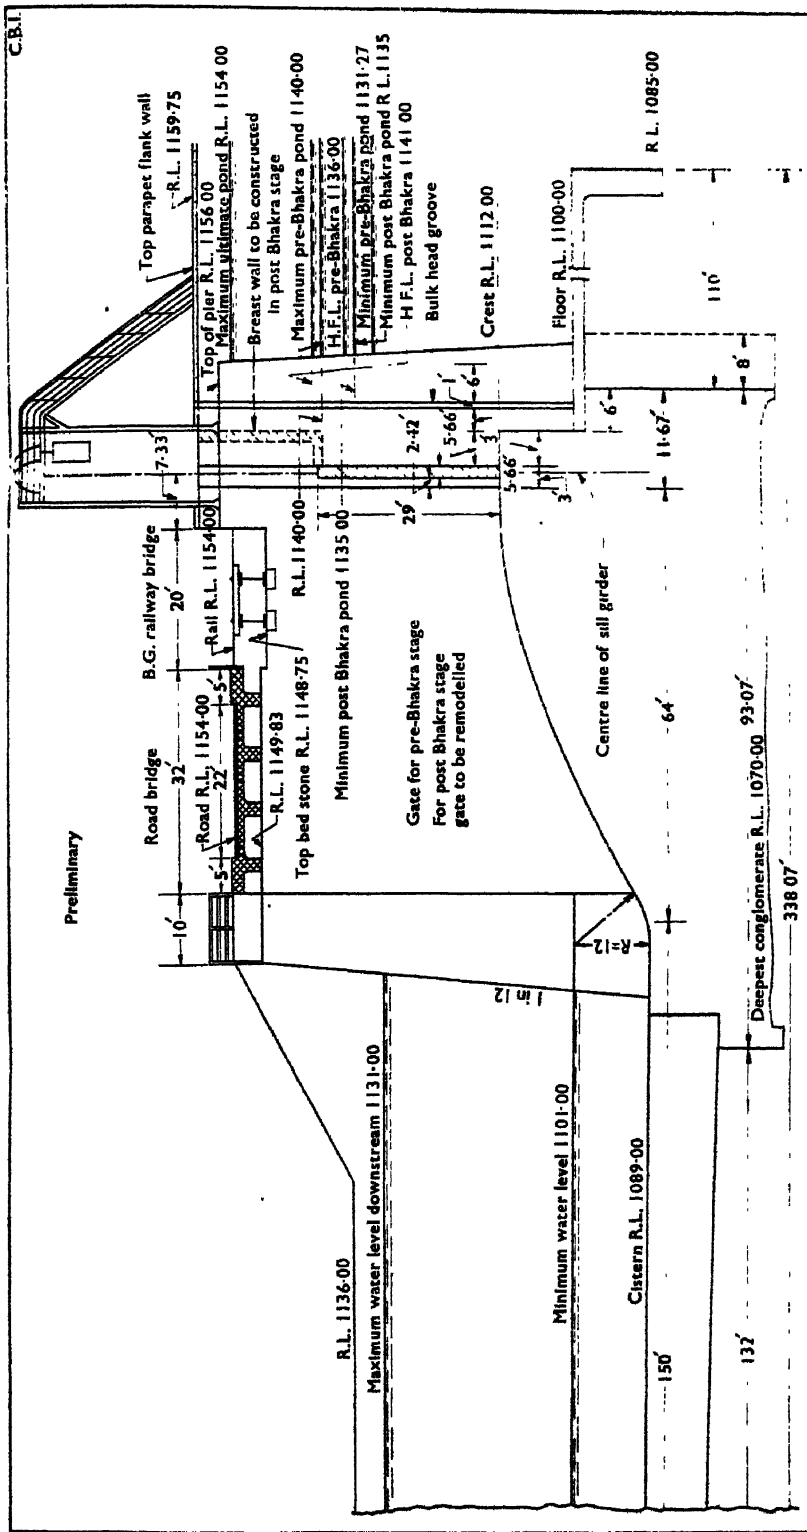 C.B.I.
Preliminary
Top parapet flank wall
R.L. 1159·75
Top of pier R.L. 1156 00
Maximum ultimate pond R.L. 1154 00
Breast wall to be constructed
In post Bhakra stage
Maximum pre-Bhakra pond 1140·00
H.F.L. pre-Bhakra 1136·00
Minimum pre-Bhakra pond 1131·27
Minimum post Bhakra pond R L.1135
H F.L. post Bhakra 1141 00
Bulk head groove
Crest R.L. 1112 00
Floor R.L. 1100·00
R L. 1085·00
7·33′
20′
B.G. railway bridge
Rail R.L. 1154·00
32′
Road bridge
5′
22′
5′
Road R.L. 1154·00
10′
R.L. 1149·83
Top bed stone R.L. 1148·75
R.L. 1140·00
Minimum post Bhakra pond 1135 00
29′
2·42′
5·66′
1′
6′
3′
5·66′
3′
6′
11·67′
8′
110′
Gate for pre-Bhakra stage
For post Bhakra stage
gate to be remodelled
Centre line of sill girder
64′
93·07′
Deepest conglomerate R.L. 1070·00
338 07′
R=12
1 in 12
R.L. 1136·00
Maximum water level downstream 1131·00
Minimum water level 1101·00
Cistern R.L. 1089·00
150′
132′